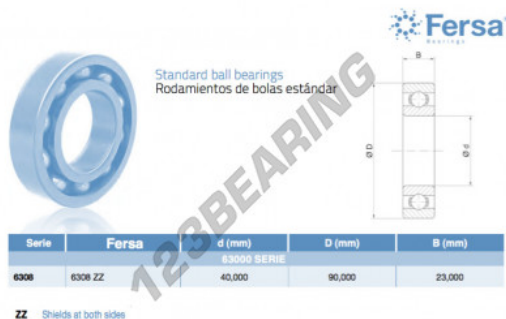 Fersa
Bearings
Standard ball bearings
Rodamientos de bolas estándar
B
Ø D
Ø d
123BEARING
Serie Fersa d (mm) D (mm) B (mm)
63000 SERIE
6308 6308 ZZ 40,000 90,000 23,000
ZZ Shields at both sides